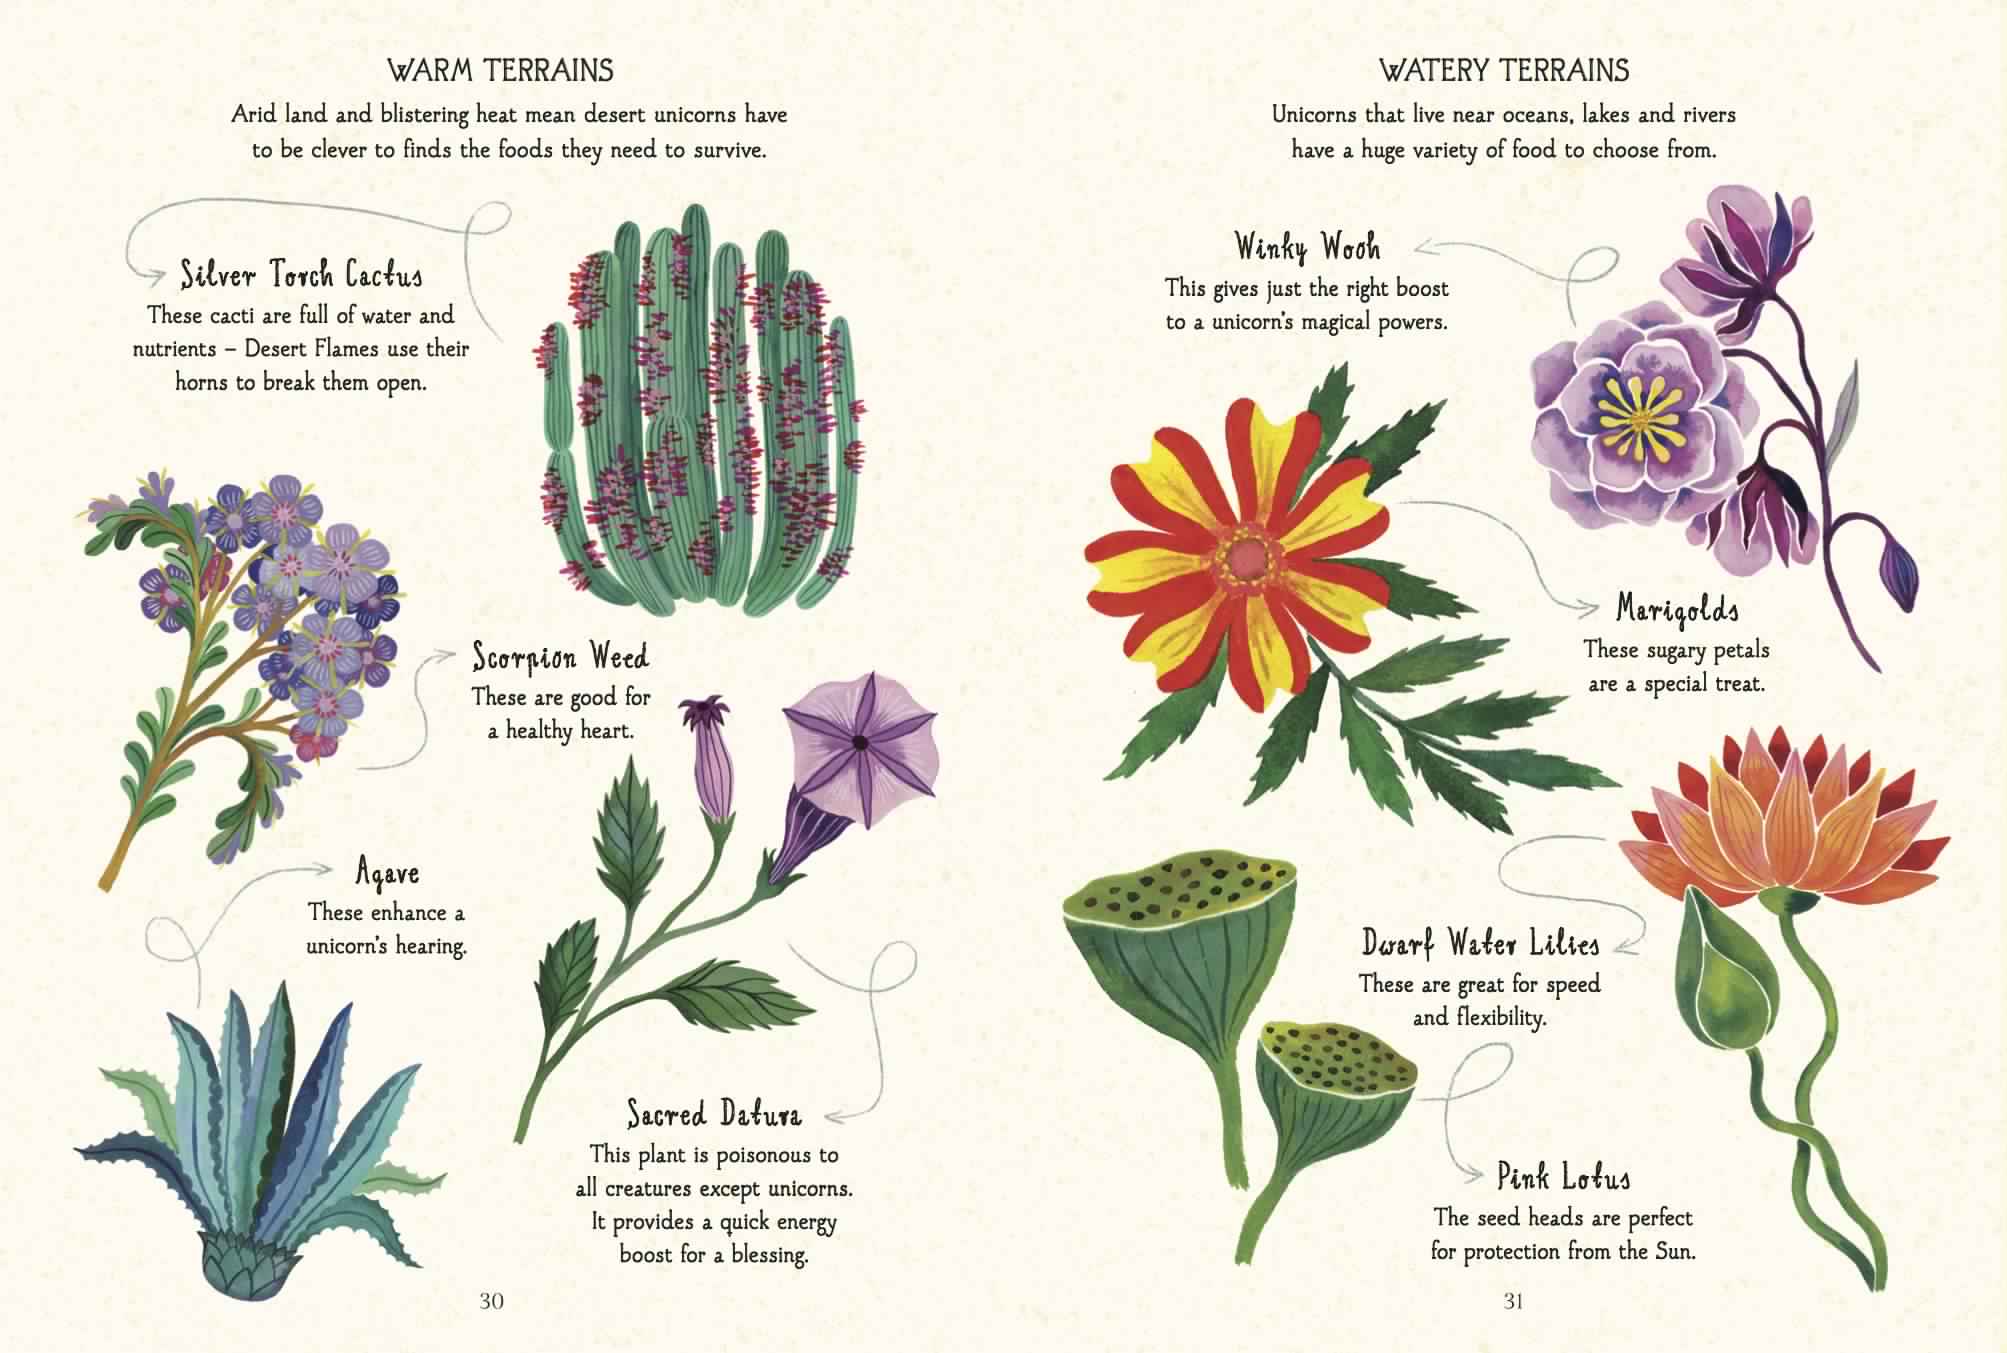 WARM TERRAINS
Arid land and blistering heat mean desert unicorns have
to be clever to finds the foods they need to survive.
Silver Torch Cactus
These cacti are full of water and
nutrients – Desert Flames use their
horns to break them open.
Scorpion Weed
These are good for
a healthy heart.
Agave
These enhance a
unicorn's hearing.
Sacred Datura
This plant is poisonous to
all creatures except unicorns.
It provides a quick energy
boost for a blessing.
30
WATERY TERRAINS
Unicorns that live near oceans, lakes and rivers
have a huge variety of food to choose from.
Winky Wooh
This gives just the right boost
to a unicorn's magical powers.
Marigolds
These sugary petals
are a special treat.
Dwarf Water Lilies
These are great for speed
and flexibility.
Pink Lotus
The seed heads are perfect
for protection from the Sun.
31